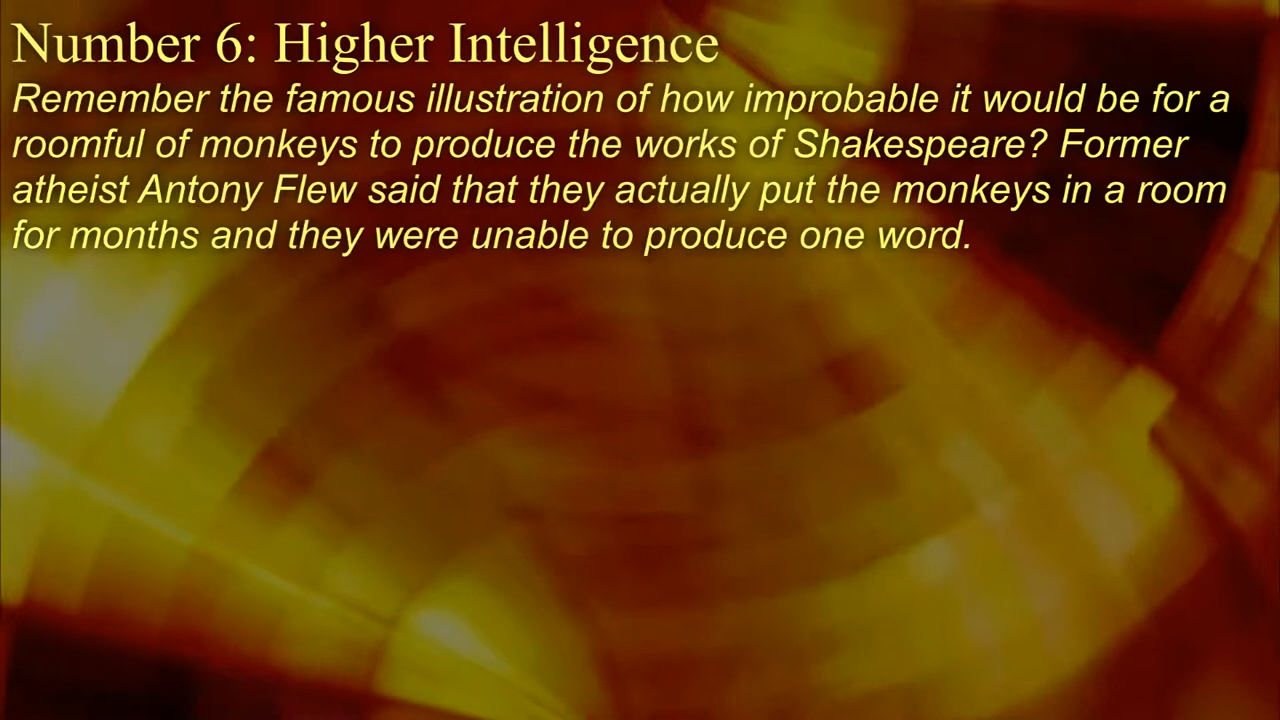 Number 6: Higher Intelligence
Remember the famous illustration of how improbable it would be for a
roomful of monkeys to produce the works of Shakespeare? Former
atheist Antony Flew said that they actually put the monkeys in a room
for months and they were unable to produce one word.